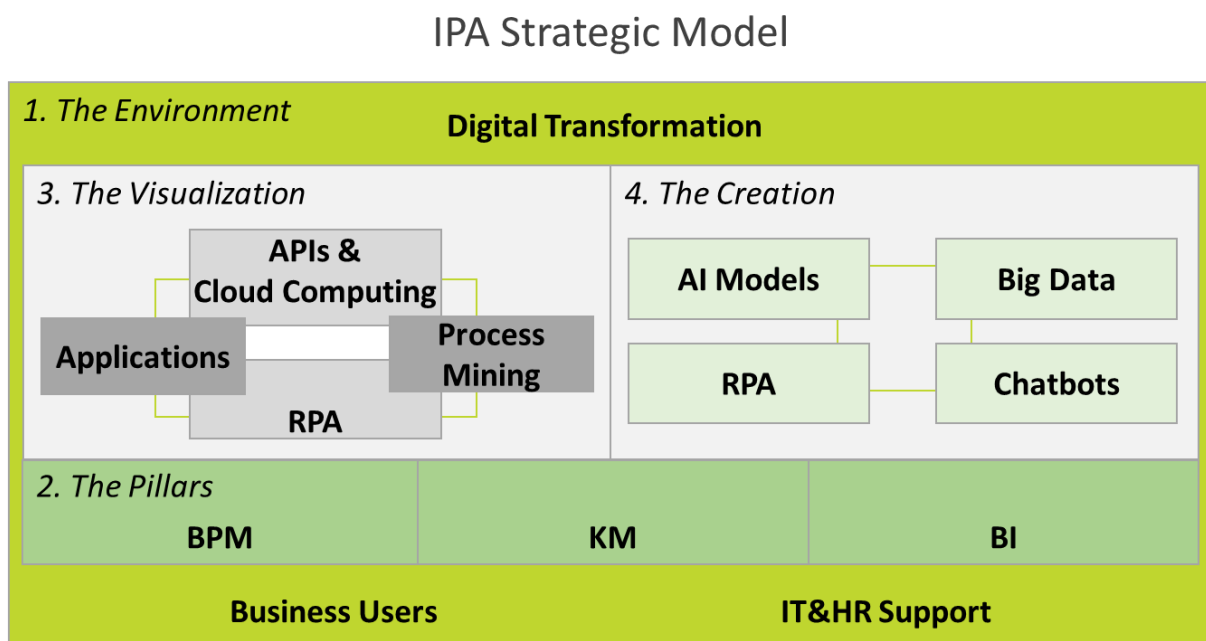 IPA Strategic Model
1. The Environment
Digital Transformation
3. The Visualization
APIs &
Cloud Computing
Applications
Process
Mining
RPA
4. The Creation
AI Models
Big Data
RPA
Chatbots
2. The Pillars
BPM
KM
BI
Business Users
IT&HR Support